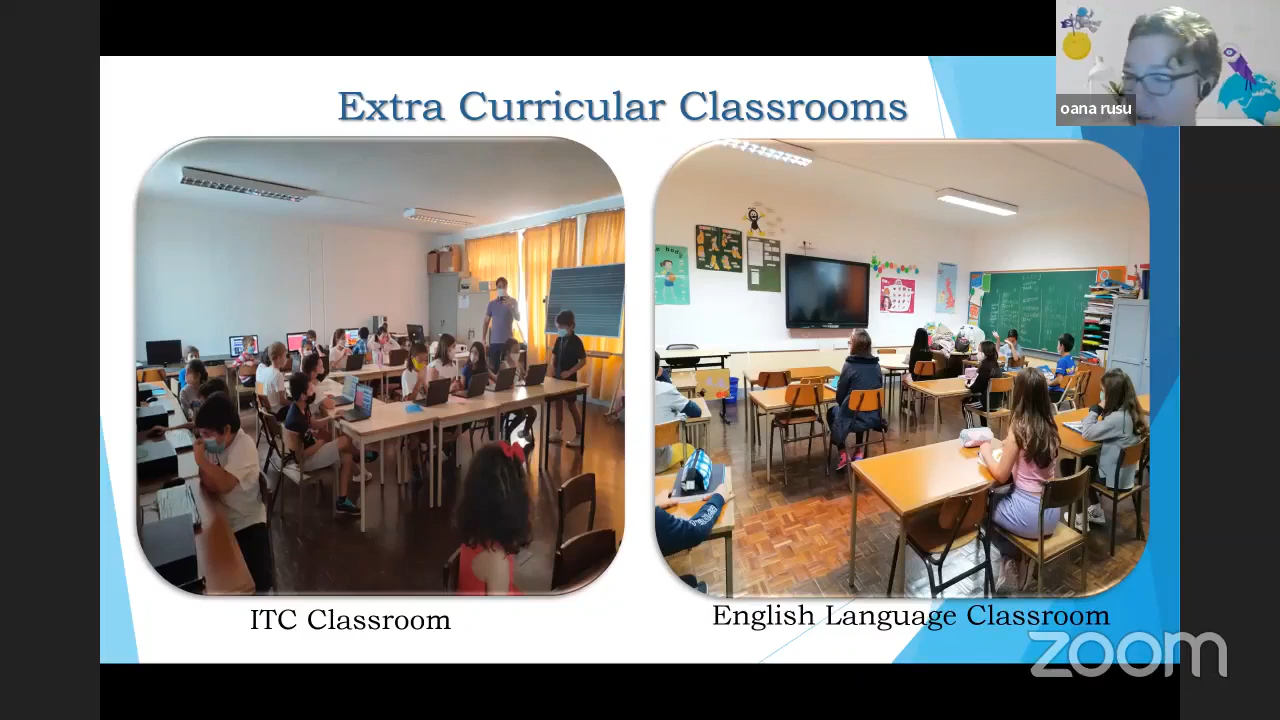 Extra Curricular Classrooms
oana rusu
ITC Classroom
English Language Classroom
zoom